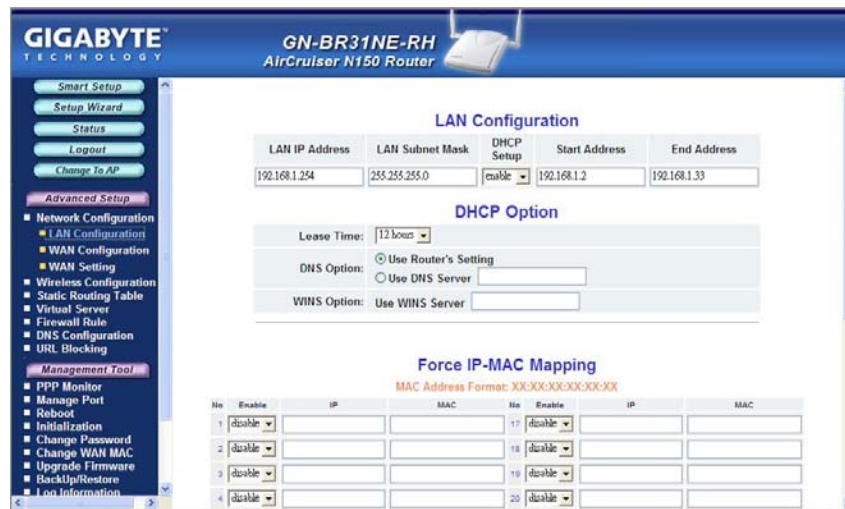 GIGABYTE
TECHNOLOGY
GN-BR31NE-RH
AirCruiser N150 Router
Smart Setup
Setup Wizard
Status
Logout
Change To AP
Advanced Setup
Network Configuration
LAN Configuration
WAN Configuration
WAN Setting
Wireless Configuration
Static Routing Table
Virtual Server
Firewall Rule
DNS Configuration
URL Blocking
Management Tool
PPP Monitor
Manage Port
Reboot
Initialization
Change Password
Change WAN MAC
Upgrade Firmware
BackUp/Restore
Log Information
LAN Configuration
LAN IP Address LAN Subnet Mask DHCP Setup Start Address End Address
192.168.1.254 255.255.255.0 enable 192.168.1.2 192.168.1.33
DHCP Option
Lease Time: 12 hours
DNS Option: Use Router's Setting
Use DNS Server
WINS Option: Use WINS Server
Force IP-MAC Mapping
MAC Address Format: XX:XX:XX:XX:XX:XX
No Enable IP MAC No Enable IP MAC
1 disable 17 disable
2 disable 18 disable
3 disable 19 disable
4 disable 20 disable